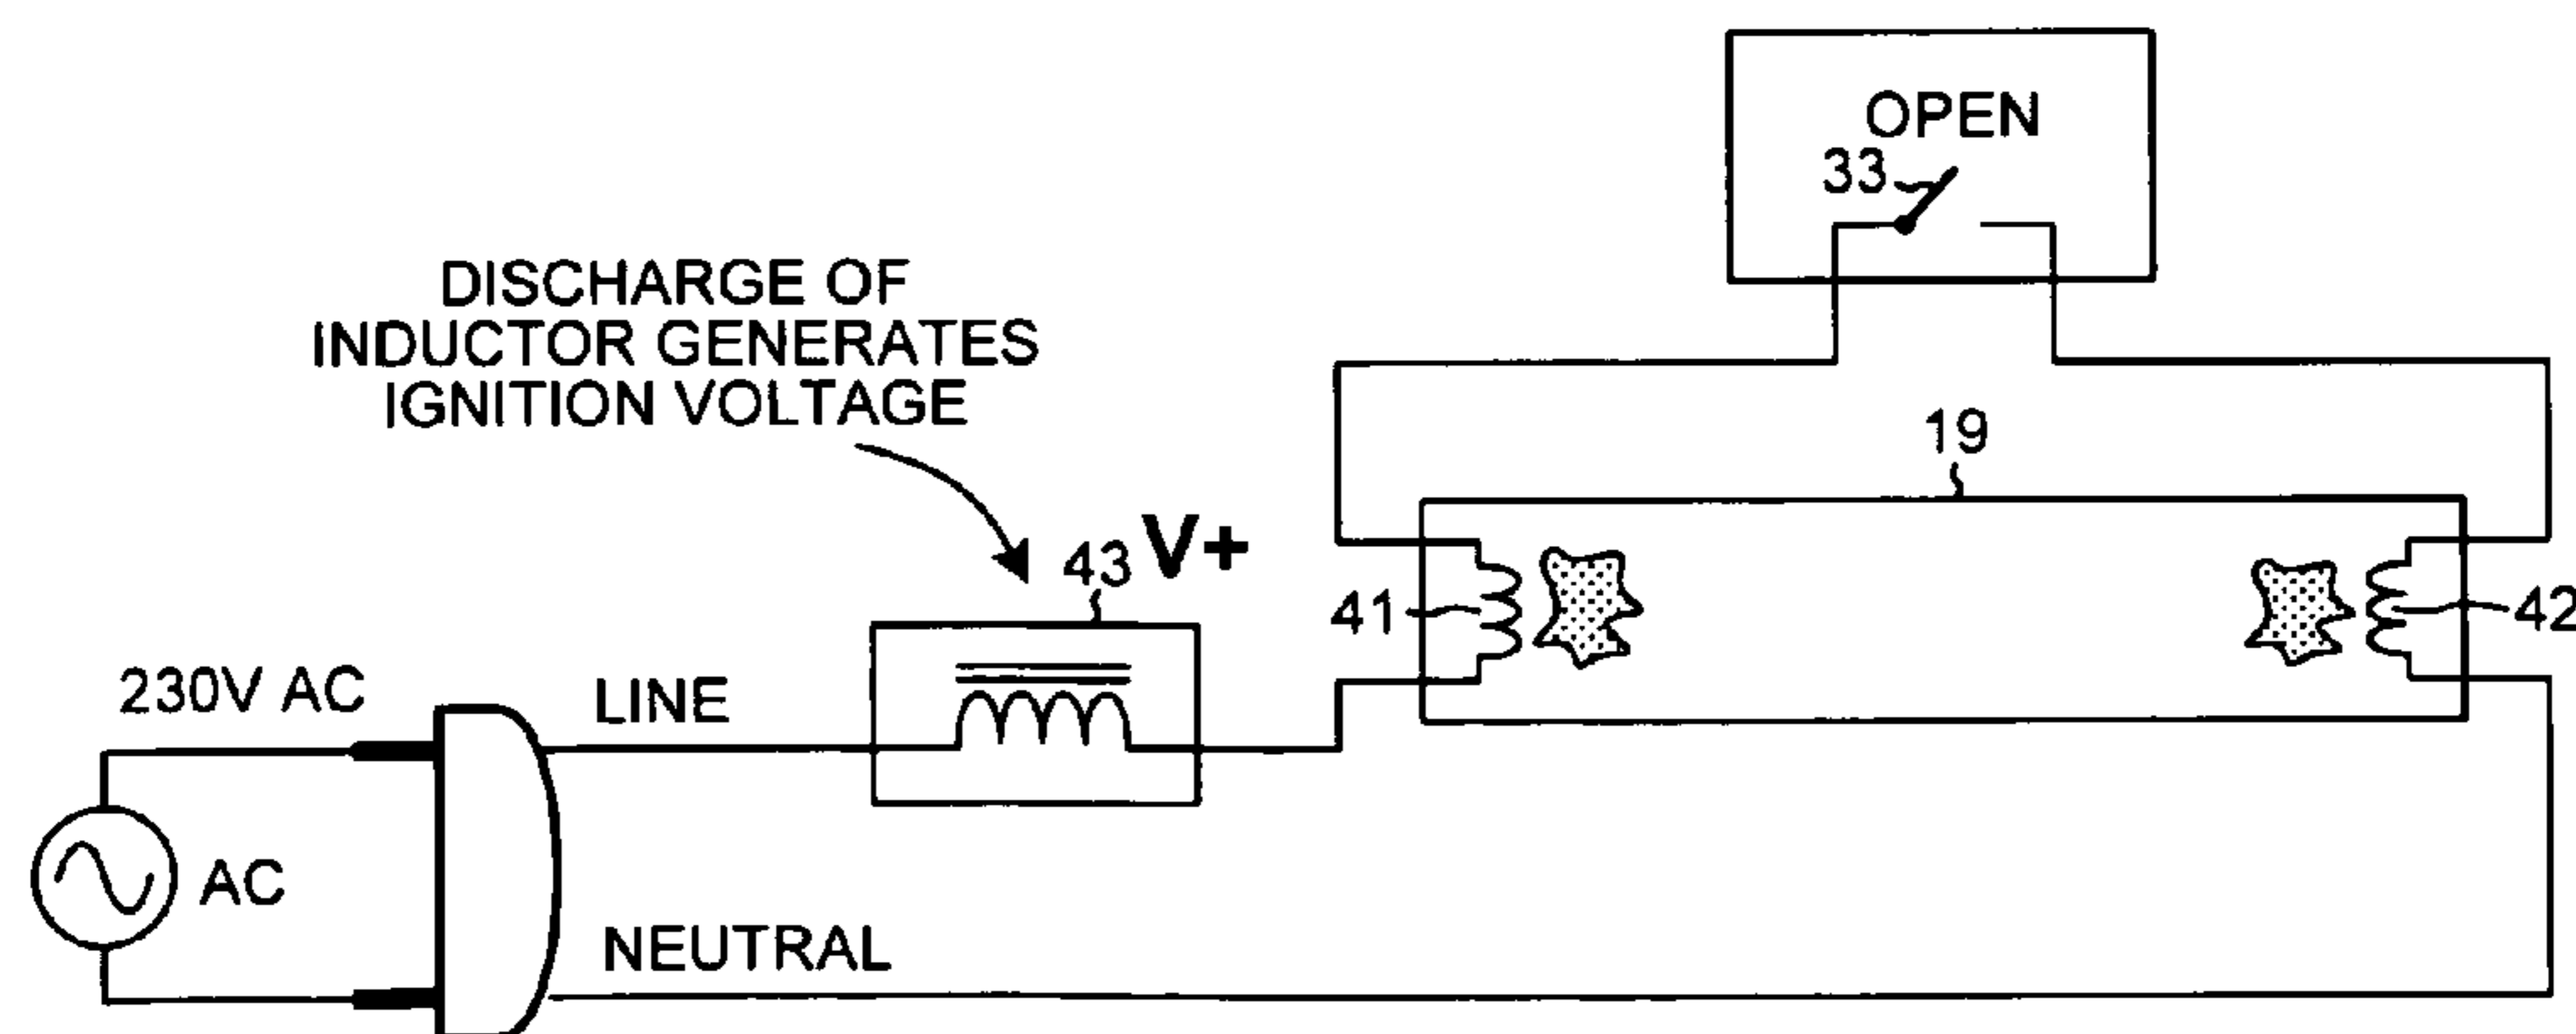 OPEN
33
DISCHARGE OF
INDUCTOR GENERATES
IGNITION VOLTAGE
19
43 V+
41
42
230V AC
LINE
AC
NEUTRAL